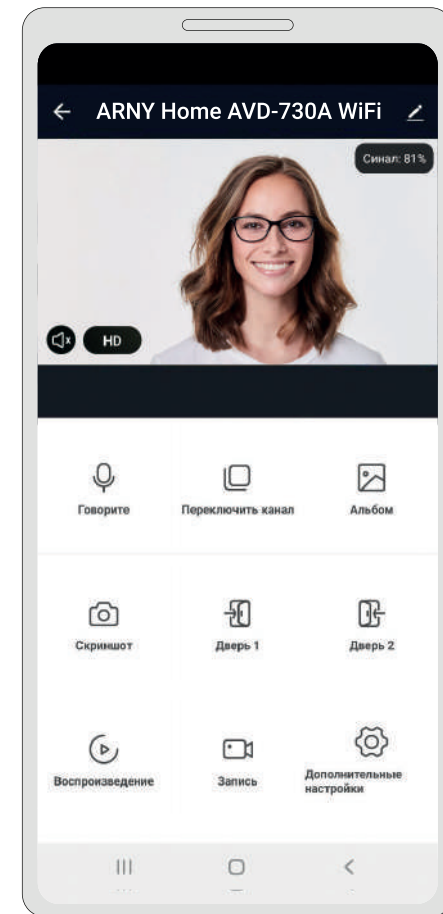 ARNY Home AVD-730A WiFi
Синал: 81%
HD
Говорите
Переключить канал
Альбом
Скриншот
Дверь 1
Дверь 2
Воспроизведение
Запись
Дополнительные
настройки